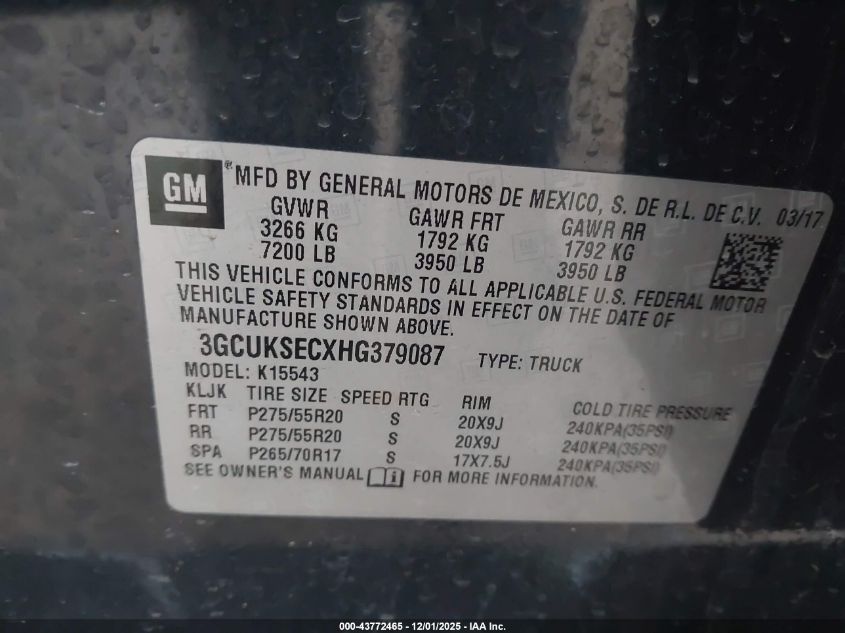 GM
® MFD BY GENERAL MOTORS DE MEXICO, S. DE R.L. DE C.V. 03/17
GVWR GAWR FRT GAWR RR
3266 KG 1792 KG 1792 KG
7200 LB 3950 LB 3950 LB
THIS VEHICLE CONFORMS TO ALL APPLICABLE U.S. FEDERAL MOTOR
VEHICLE SAFETY STANDARDS IN EFFECT ON THE DATE OF
MANUFACTURE SHOWN ABOVE.
3GCUKSECXHG379087 TYPE: TRUCK
MODEL: K15543
KLJK TIRE SIZE SPEED RTG RIM COLD TIRE PRESSURE
FRT P275/55R20 S 20X9J 240KPA(35PSI)
RR P275/55R20 S 20X9J 240KPA(35PSI)
SPA P265/70R17 S 17X7.5J 240KPA(35PSI)
SEE OWNER'S MANUAL FOR MORE INFORMATION.
000-43772465 - 12/01/2025 - IAA Inc.